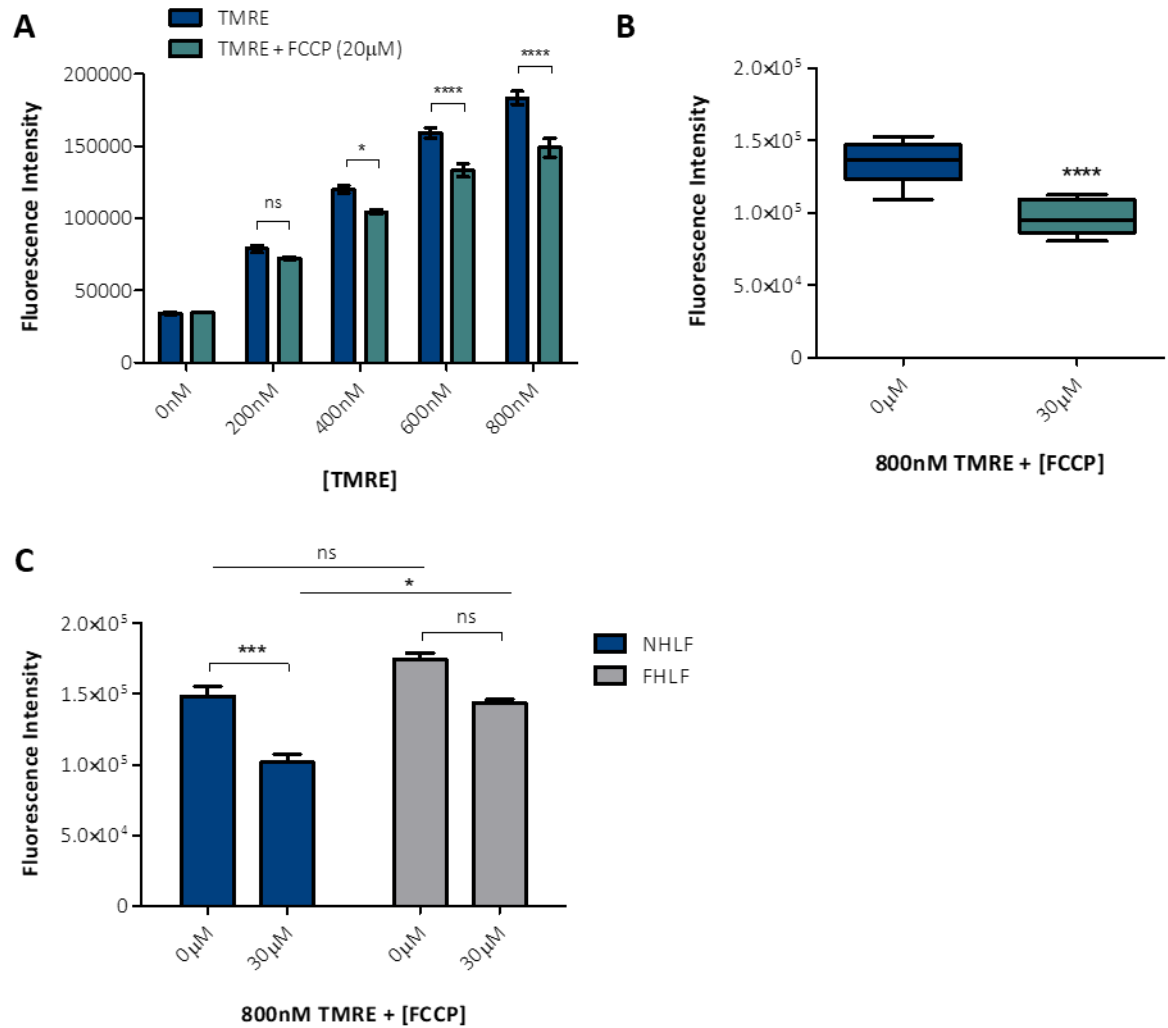 A
TMRE
TMRE + FCCP (20μM)
Fluorescence Intensity
200000
150000
100000
50000
0
ns
*
****
****
0nM
200nM
400nM
600nM
800nM
[TMRE]
B
Fluorescence Intensity
2.0×10⁵
1.5×10⁵
1.0×10⁵
5.0×10⁴
0
****
0μM
30μM
800nM TMRE + [FCCP]
C
ns
*
***
ns
Fluorescence Intensity
2.0×10⁵
1.5×10⁵
1.0×10⁵
5.0×10⁴
0
0μM
30μM
0μM
30μM
800nM TMRE + [FCCP]
NHLF
FHLF